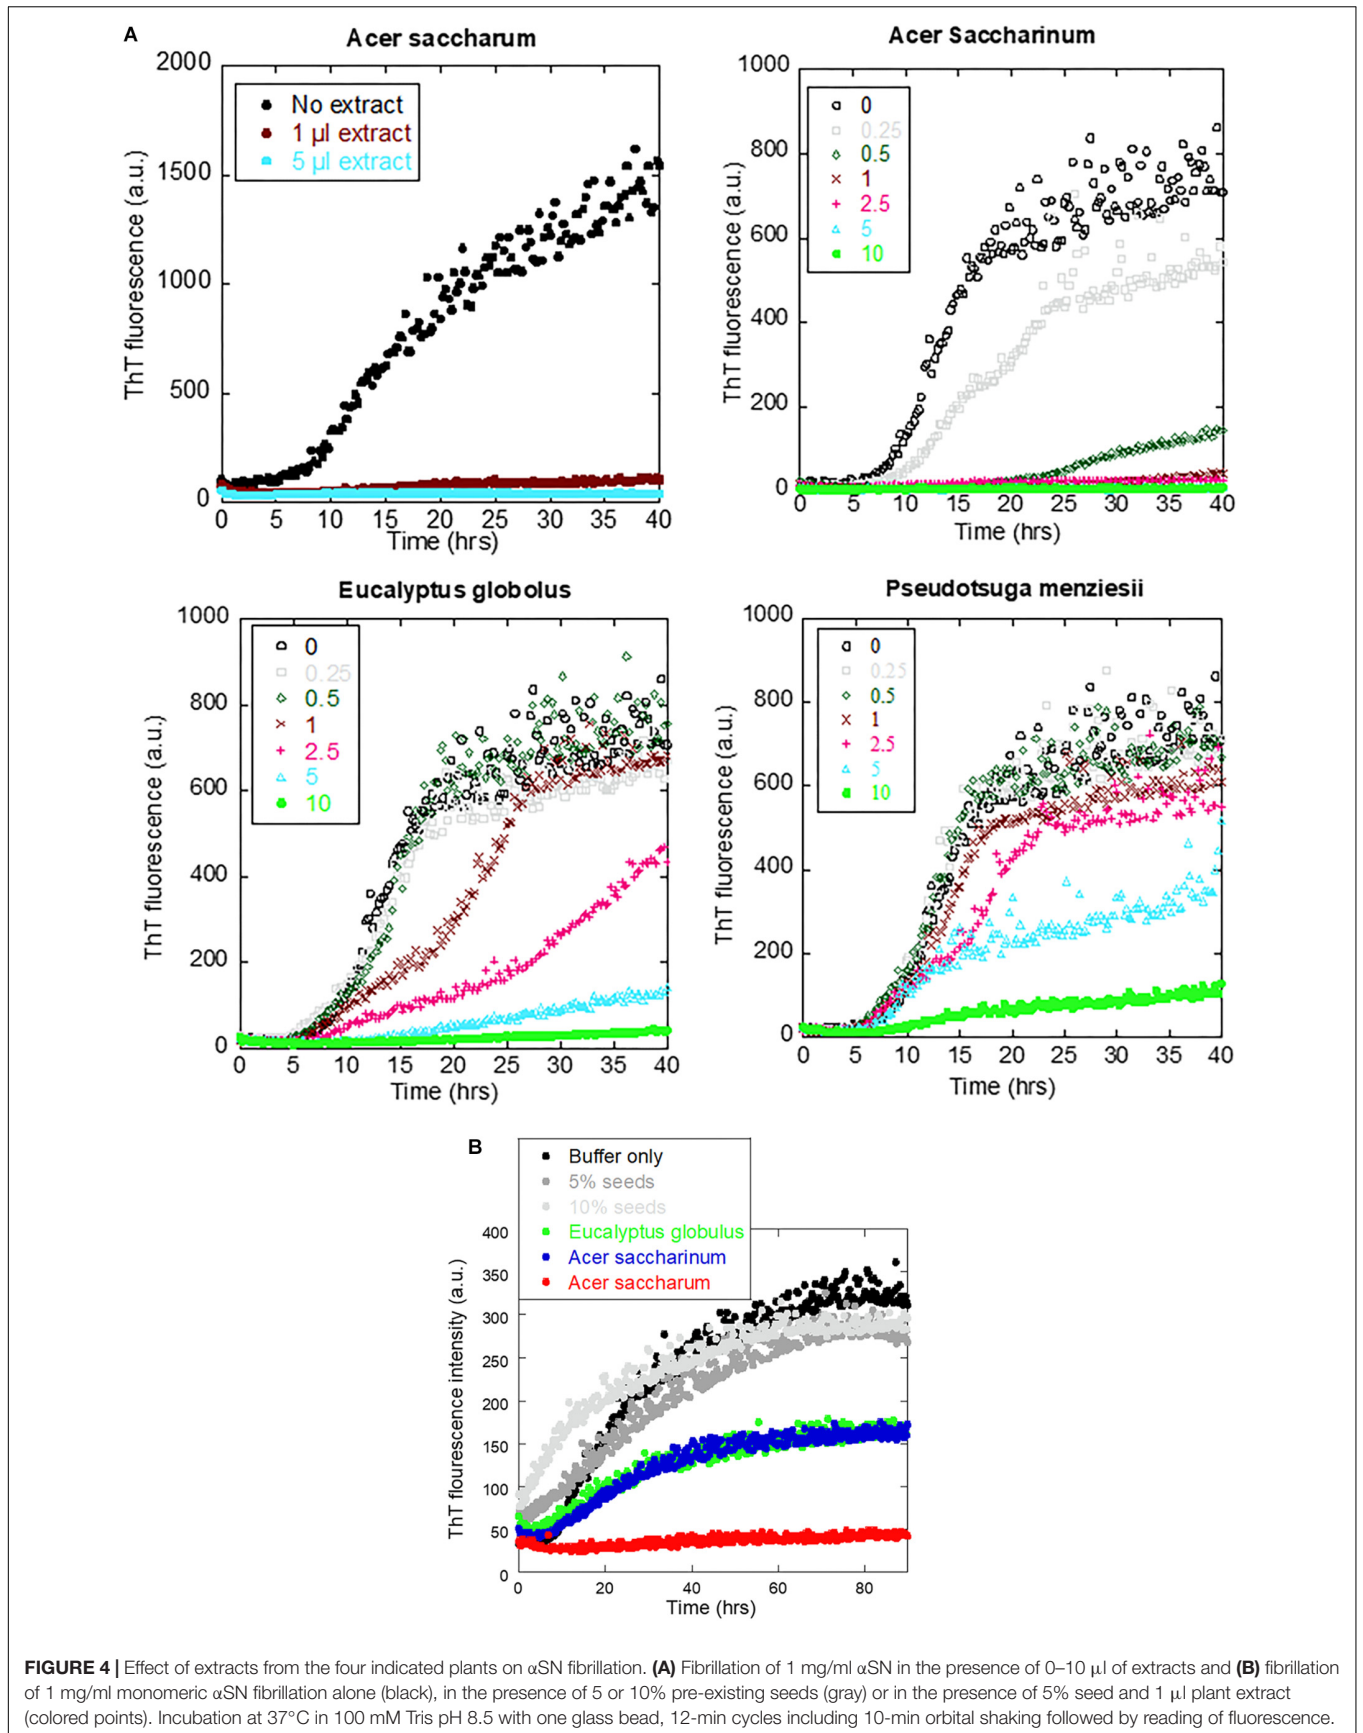 A
Acer saccharum
2000
1500
1000
500
0
ThT fluorescence (a.u.)
No extract
1 µl extract
5 µl extract
0 5 10 15 20 25 30 35 40
Time (hrs)
Acer Saccharinum
1000
800
600
400
200
0
ThT fluorescence (a.u.)
0
0.25
0.5
1
2.5
5
10
0 5 10 15 20 25 30 35 40
Time (hrs)
Eucalyptus globolus
1000
800
600
400
200
0
ThT fluorescence (a.u.)
0
0.25
0.5
1
2.5
5
10
0 5 10 15 20 25 30 35 40
Time (hrs)
Pseudotsuga menziesii
1000
800
600
400
200
0
ThT fluorescence (a.u.)
0
0.25
0.5
1
2.5
5
10
0 5 10 15 20 25 30 35 40
Time (hrs)
B
Buffer only
5% seeds
10% seeds
Eucalyptus globulus
Acer saccharinum
Acer saccharum
400
350
300
250
200
150
100
50
0
ThT flourescence intensity (a.u.)
0 20 40 60 80
Time (hrs)
FIGURE 4 | Effect of extracts from the four indicated plants on αSN fibrillation. (A) Fibrillation of 1 mg/ml αSN in the presence of 0–10 µl of extracts and (B) fibrillation
of 1 mg/ml monomeric αSN fibrillation alone (black), in the presence of 5 or 10% pre-existing seeds (gray) or in the presence of 5% seed and 1 µl plant extract
(colored points). Incubation at 37°C in 100 mM Tris pH 8.5 with one glass bead, 12-min cycles including 10-min orbital shaking followed by reading of fluorescence.